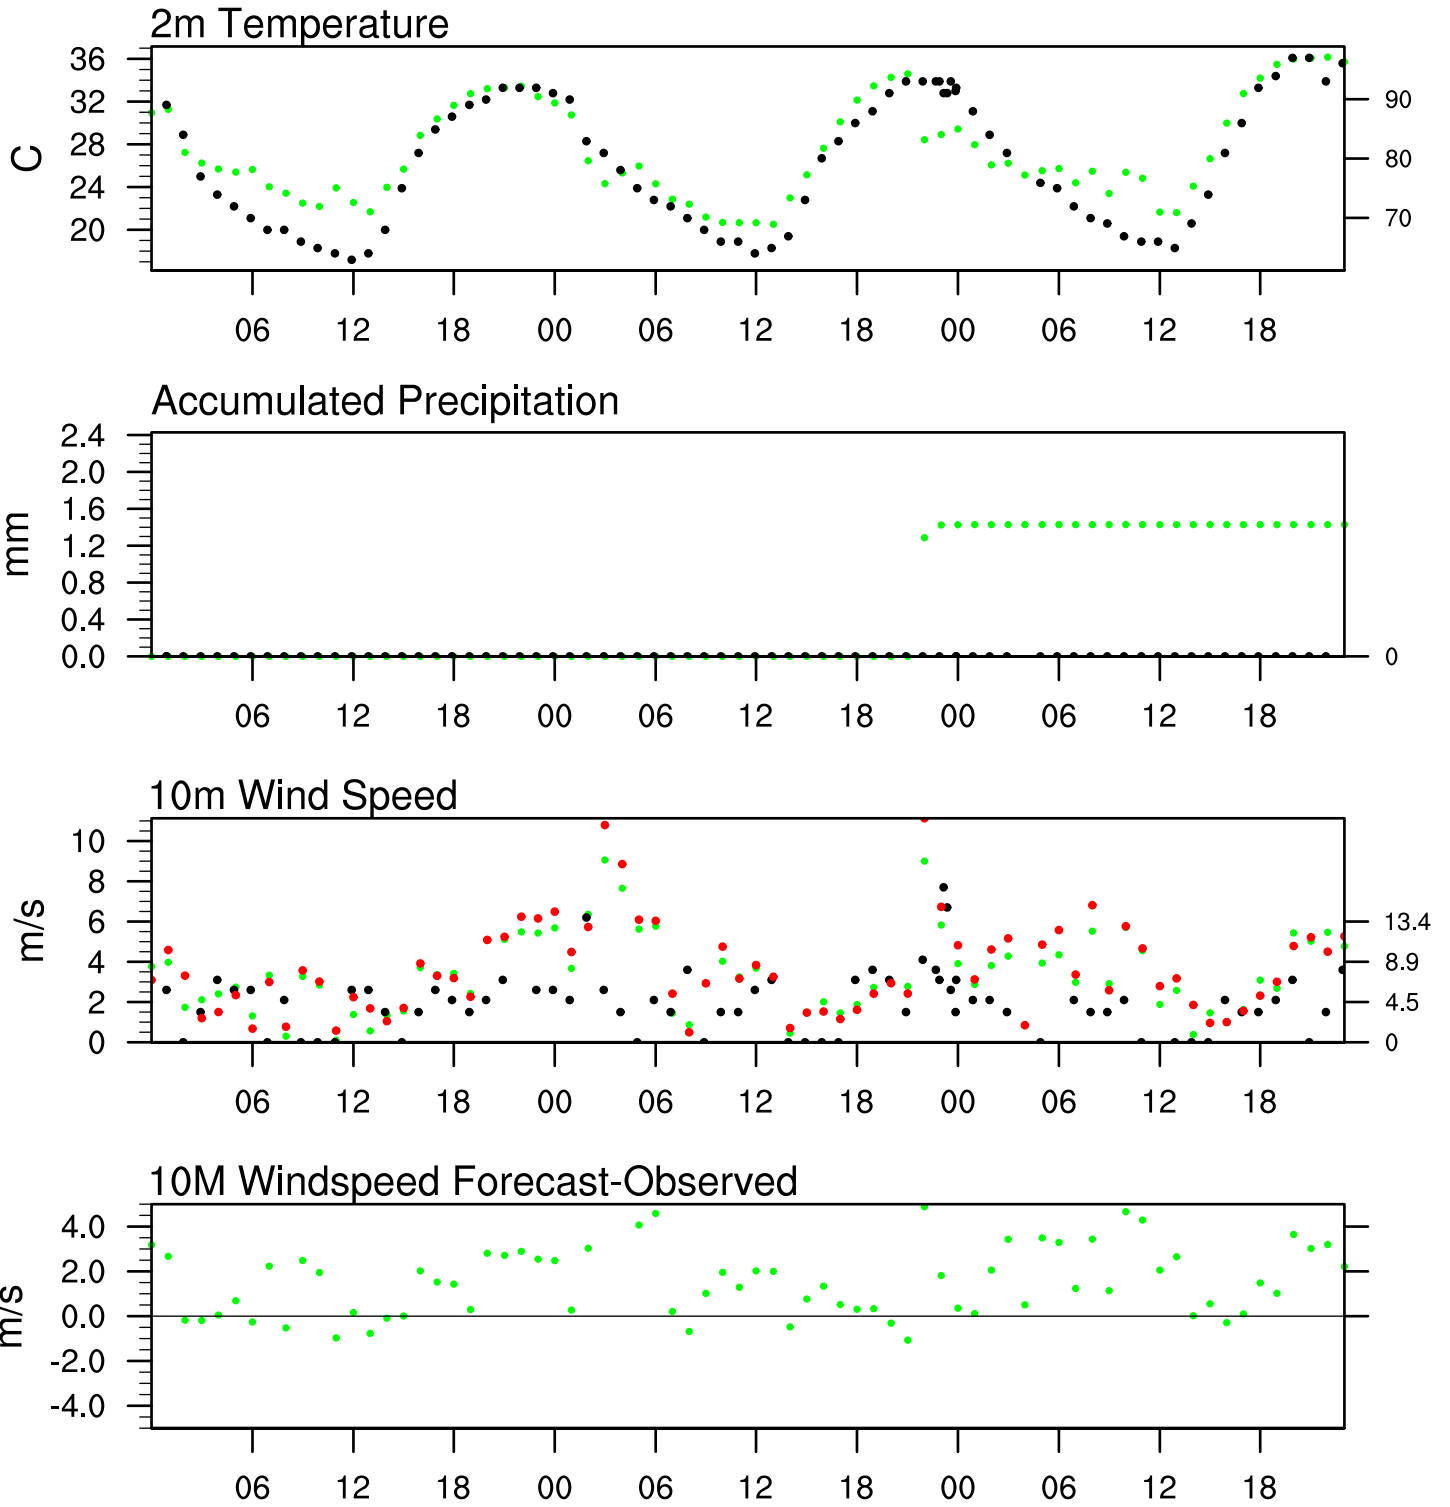 2m Temperature
36
32
28
24
20
C
90
80
70
06 12 18 00 06 12 18 00 06 12 18
Accumulated Precipitation
2.4
2.0
1.6
1.2
0.8
0.4
0.0
mm
0
06 12 18 00 06 12 18 00 06 12 18
10m Wind Speed
10
8
6
4
2
0
m/s
13.4
8.9
4.5
0
06 12 18 00 06 12 18 00 06 12 18
10M Windspeed Forecast-Observed
4.0
2.0
0.0
-2.0
-4.0
m/s
06 12 18 00 06 12 18 00 06 12 18